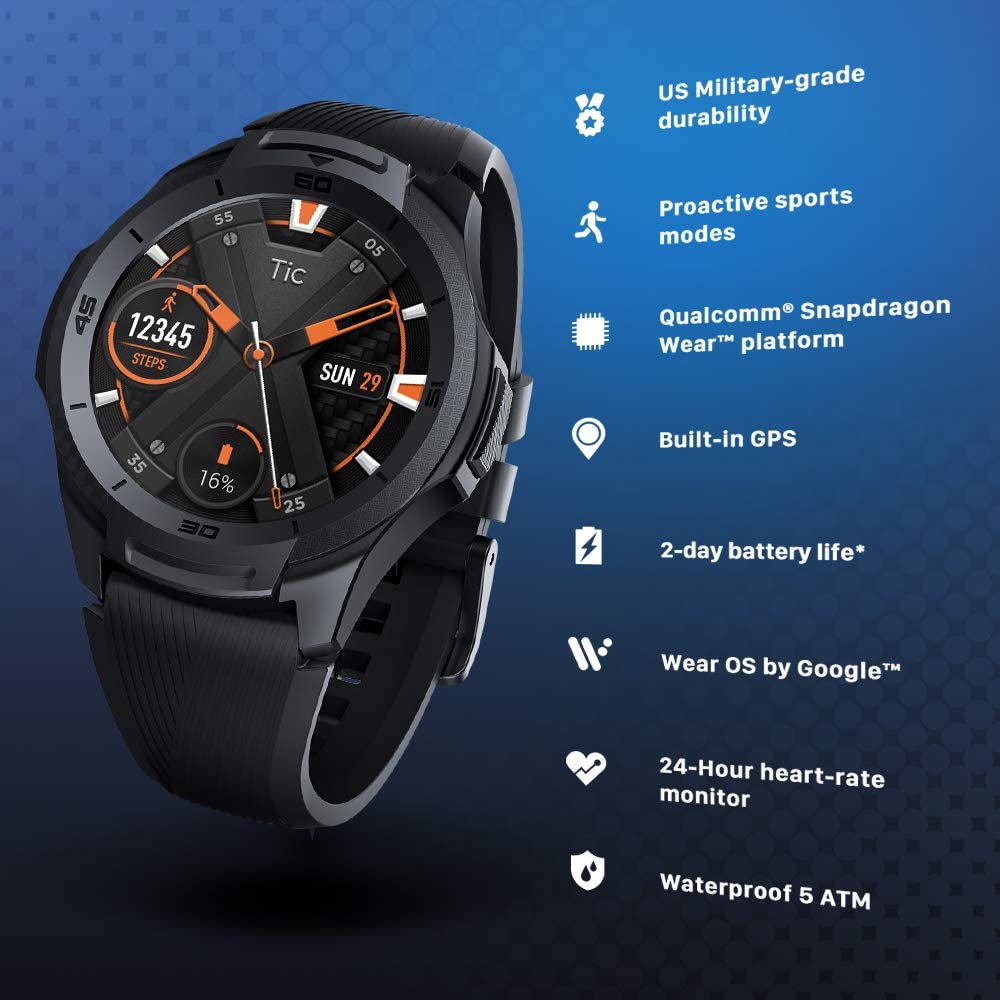 60
55
05
Tic
45
12345
STEPS
SUN 29
15
35
16%
25
30
US Military-grade
durability
Proactive sports
modes
Qualcomm® Snapdragon
Wear™ platform
Built-in GPS
2-day battery life*
Wear OS by Google™
24-Hour heart-rate
monitor
Waterproof 5 ATM